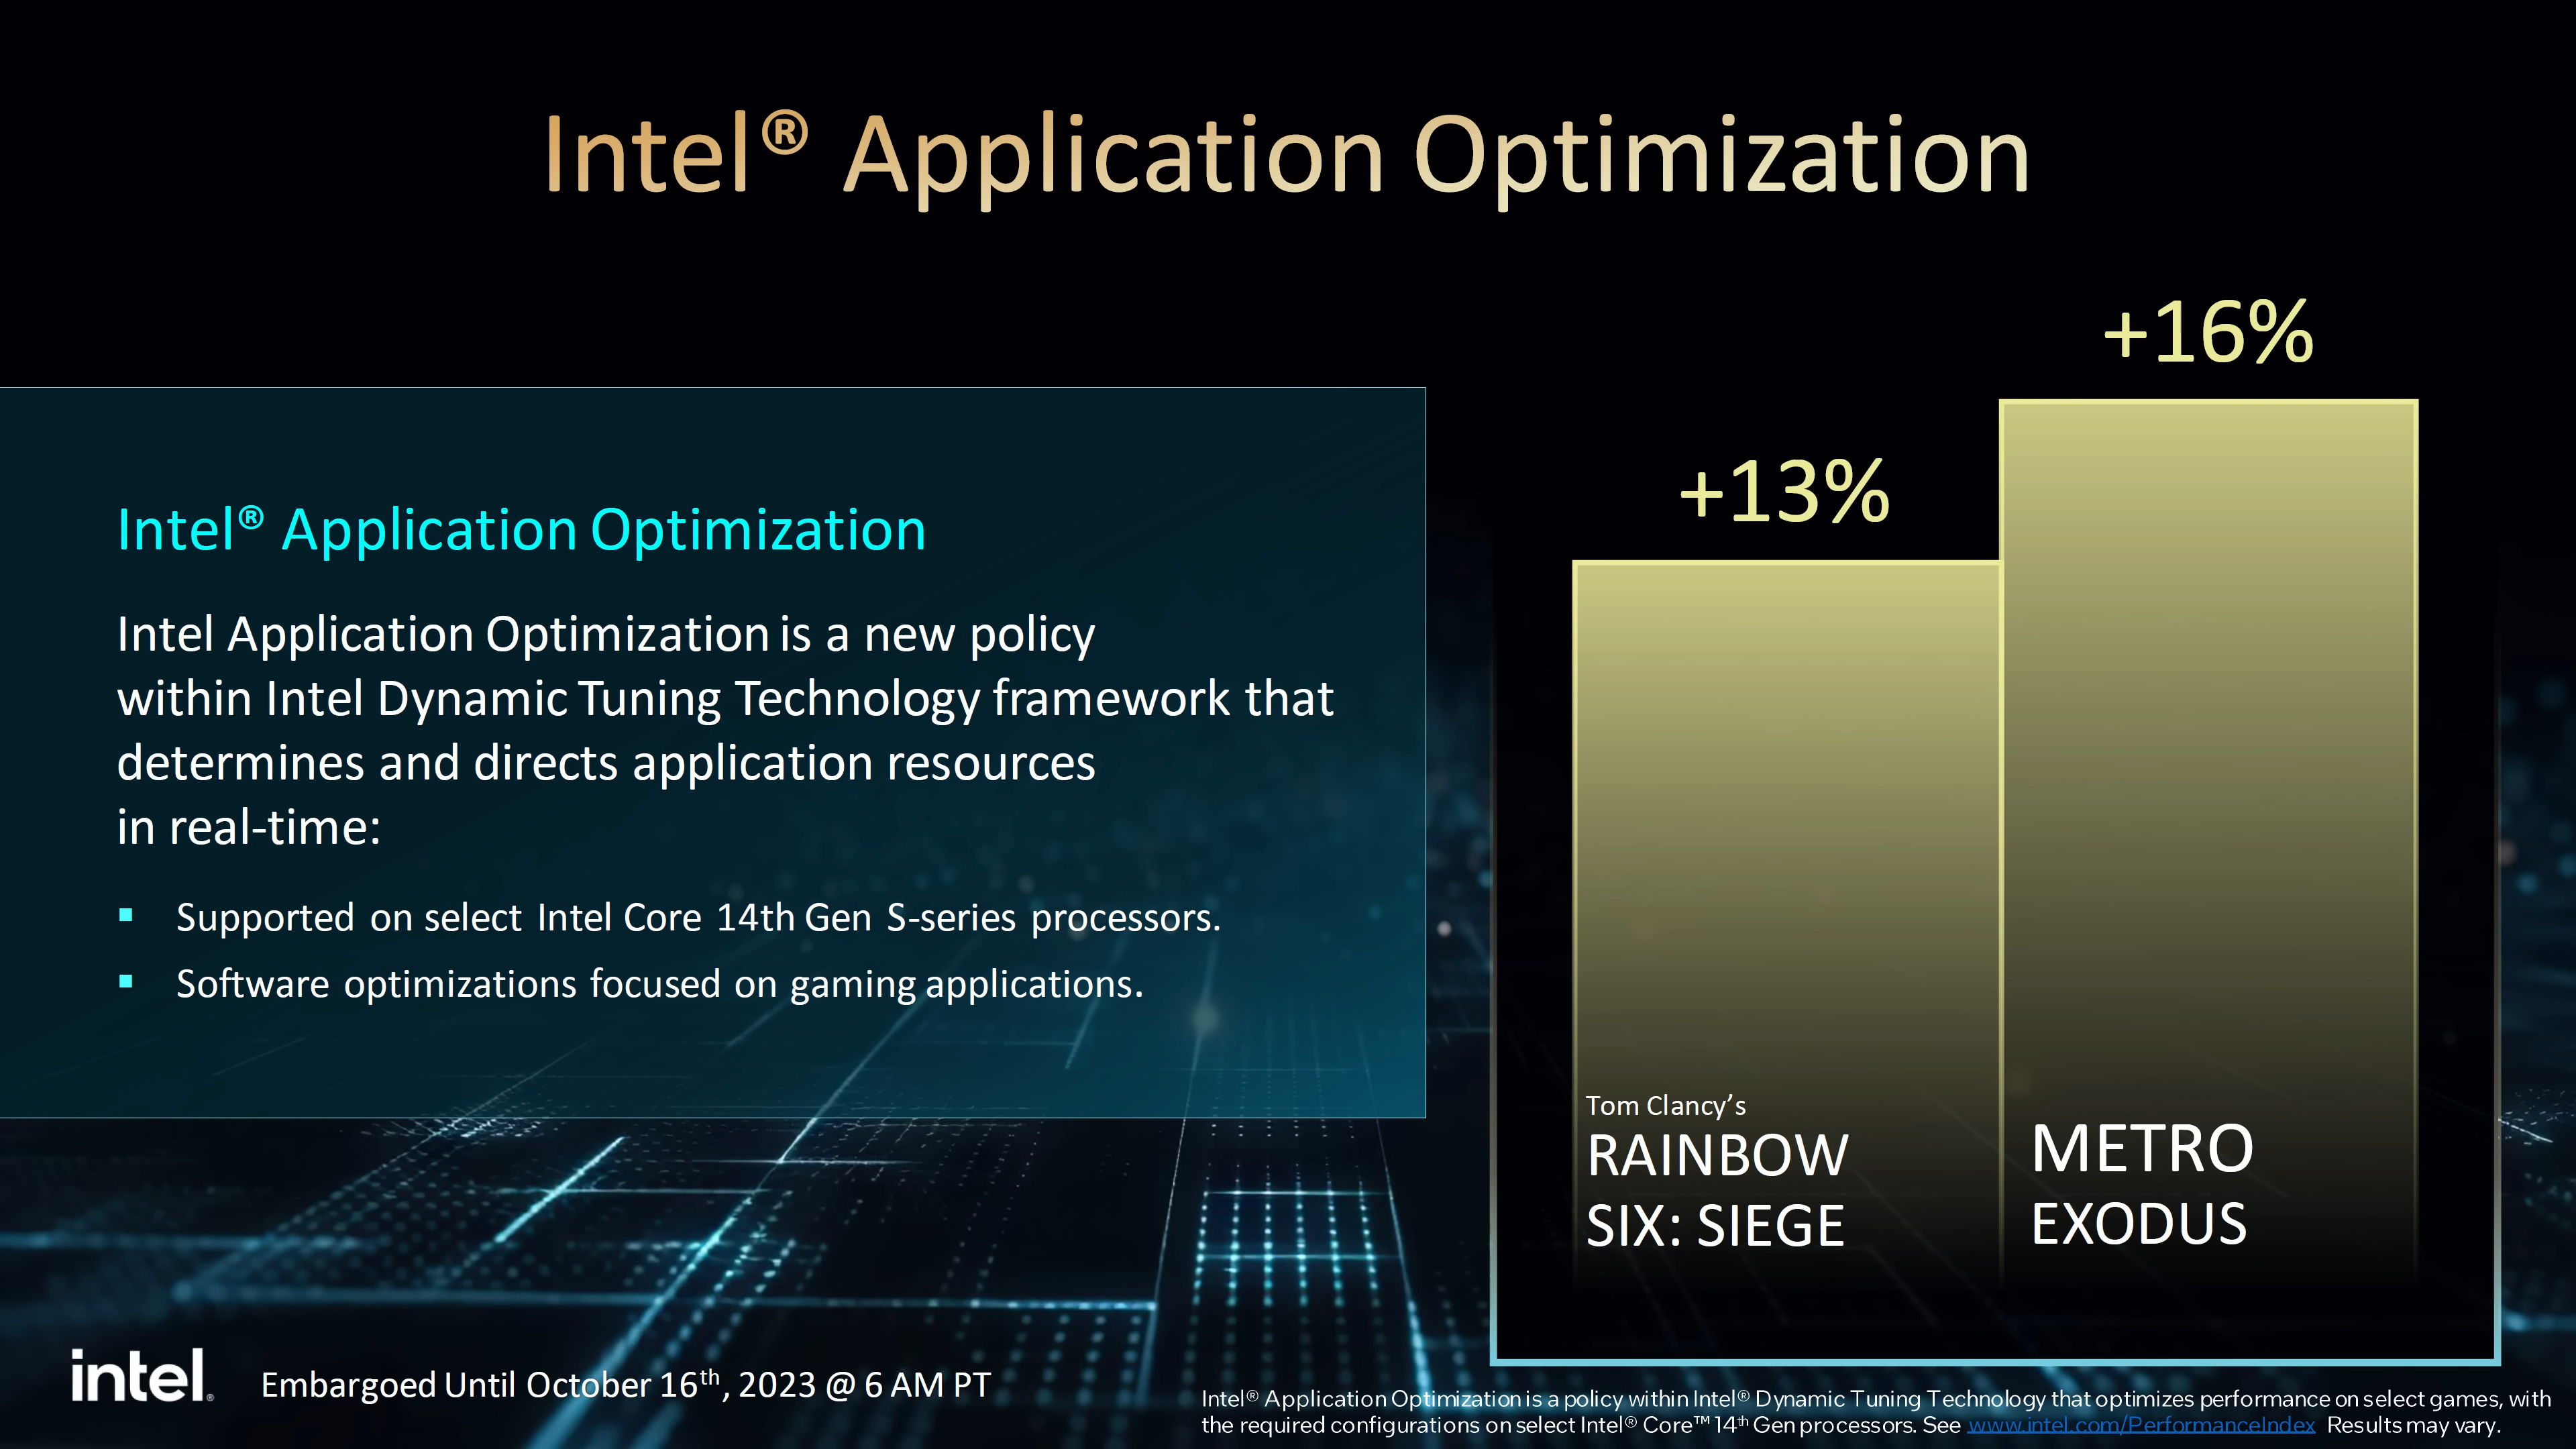 Intel® Application Optimization
Intel® Application Optimization
Intel Application Optimization is a new policy
within Intel Dynamic Tuning Technology framework that
determines and directs application resources
in real-time:
▪ Supported on select Intel Core 14th Gen S-series processors.
▪ Software optimizations focused on gaming applications.
+13%
+16%
Tom Clancy’s
RAINBOW
SIX: SIEGE
METRO
EXODUS
intel®
Embargoed Until October 16th, 2023 @ 6 AM PT
Intel® Application Optimization is a policy within Intel® Dynamic Tuning Technology that optimizes performance on select games, with
the required configurations on select Intel® Core™ 14th Gen processors. See www.intel.com/PerformanceIndex Results may vary.